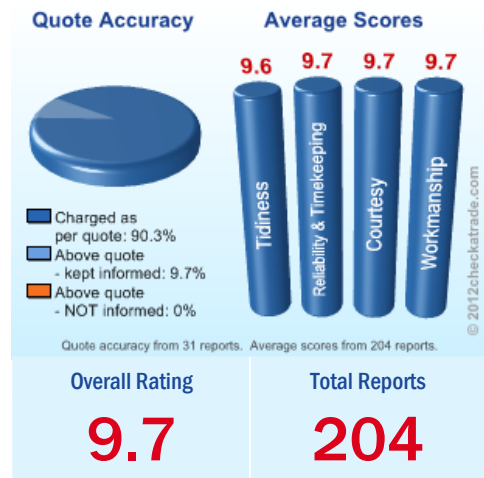 Quote Accuracy
Average Scores
9.6
9.7
9.7
9.7
Tidiness
Reliability & Timekeeping
Courtesy
Workmanship
Charged as
per quote: 90.3%
Above quote
- kept informed: 9.7%
Above quote
- NOT informed: 0%
© 2012checkatrade.com
Quote accuracy from 31 reports. Average scores from 204 reports.
Overall Rating
9.7
Total Reports
204